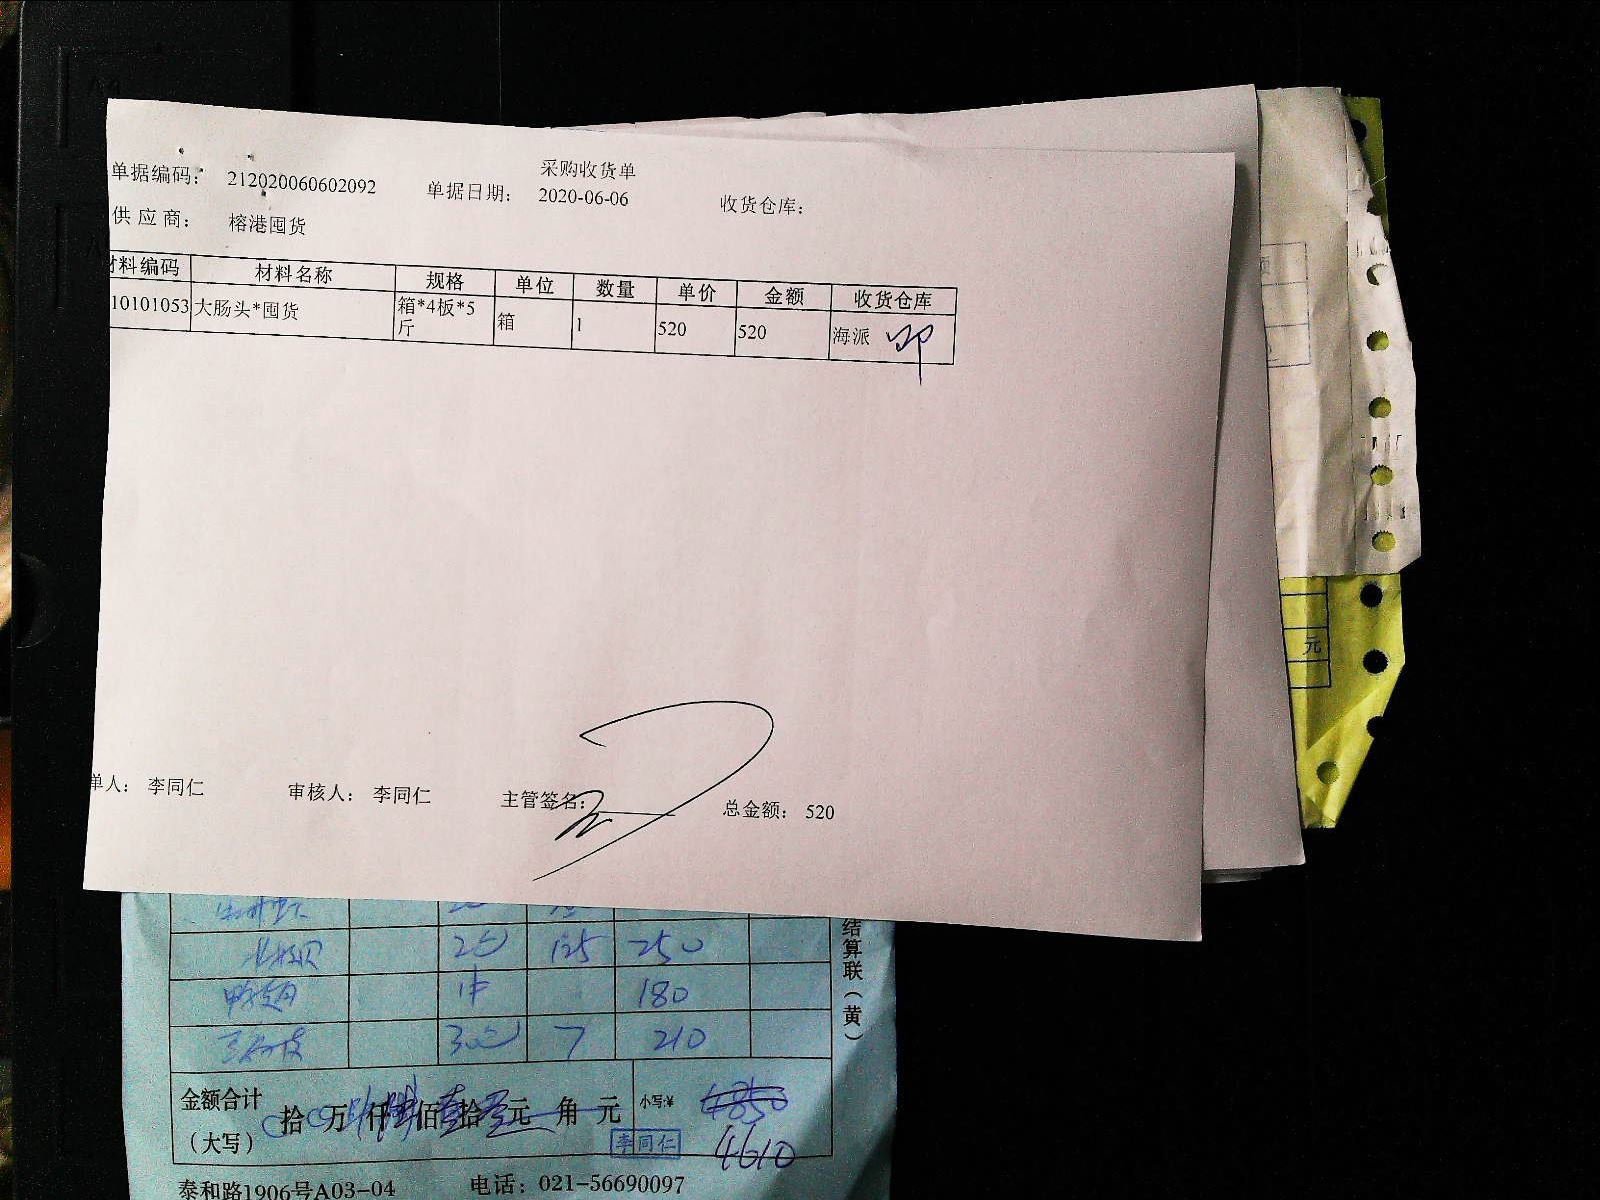 采购收货单
单据编码： 212020060602092 单据日期： 2020-06-06 收货仓库：
供应商： 榕港囤货
材料编码 材料名称 规格 单位 数量 单价 金额 收货仓库
10101053 大肠头*囤货 箱*4板*5斤 箱 1 520 520 海派
单人： 李同仁 审核人： 李同仁 主管签名： 总金额： 520
元
结算联（黄）
125 250
180
7 210
金额合计（大写） 拾 万 仟 佰 拾 元 角 元 小写:¥ 4850
李同仁 4610
泰和路1906号A03-04 电话：021-56690097